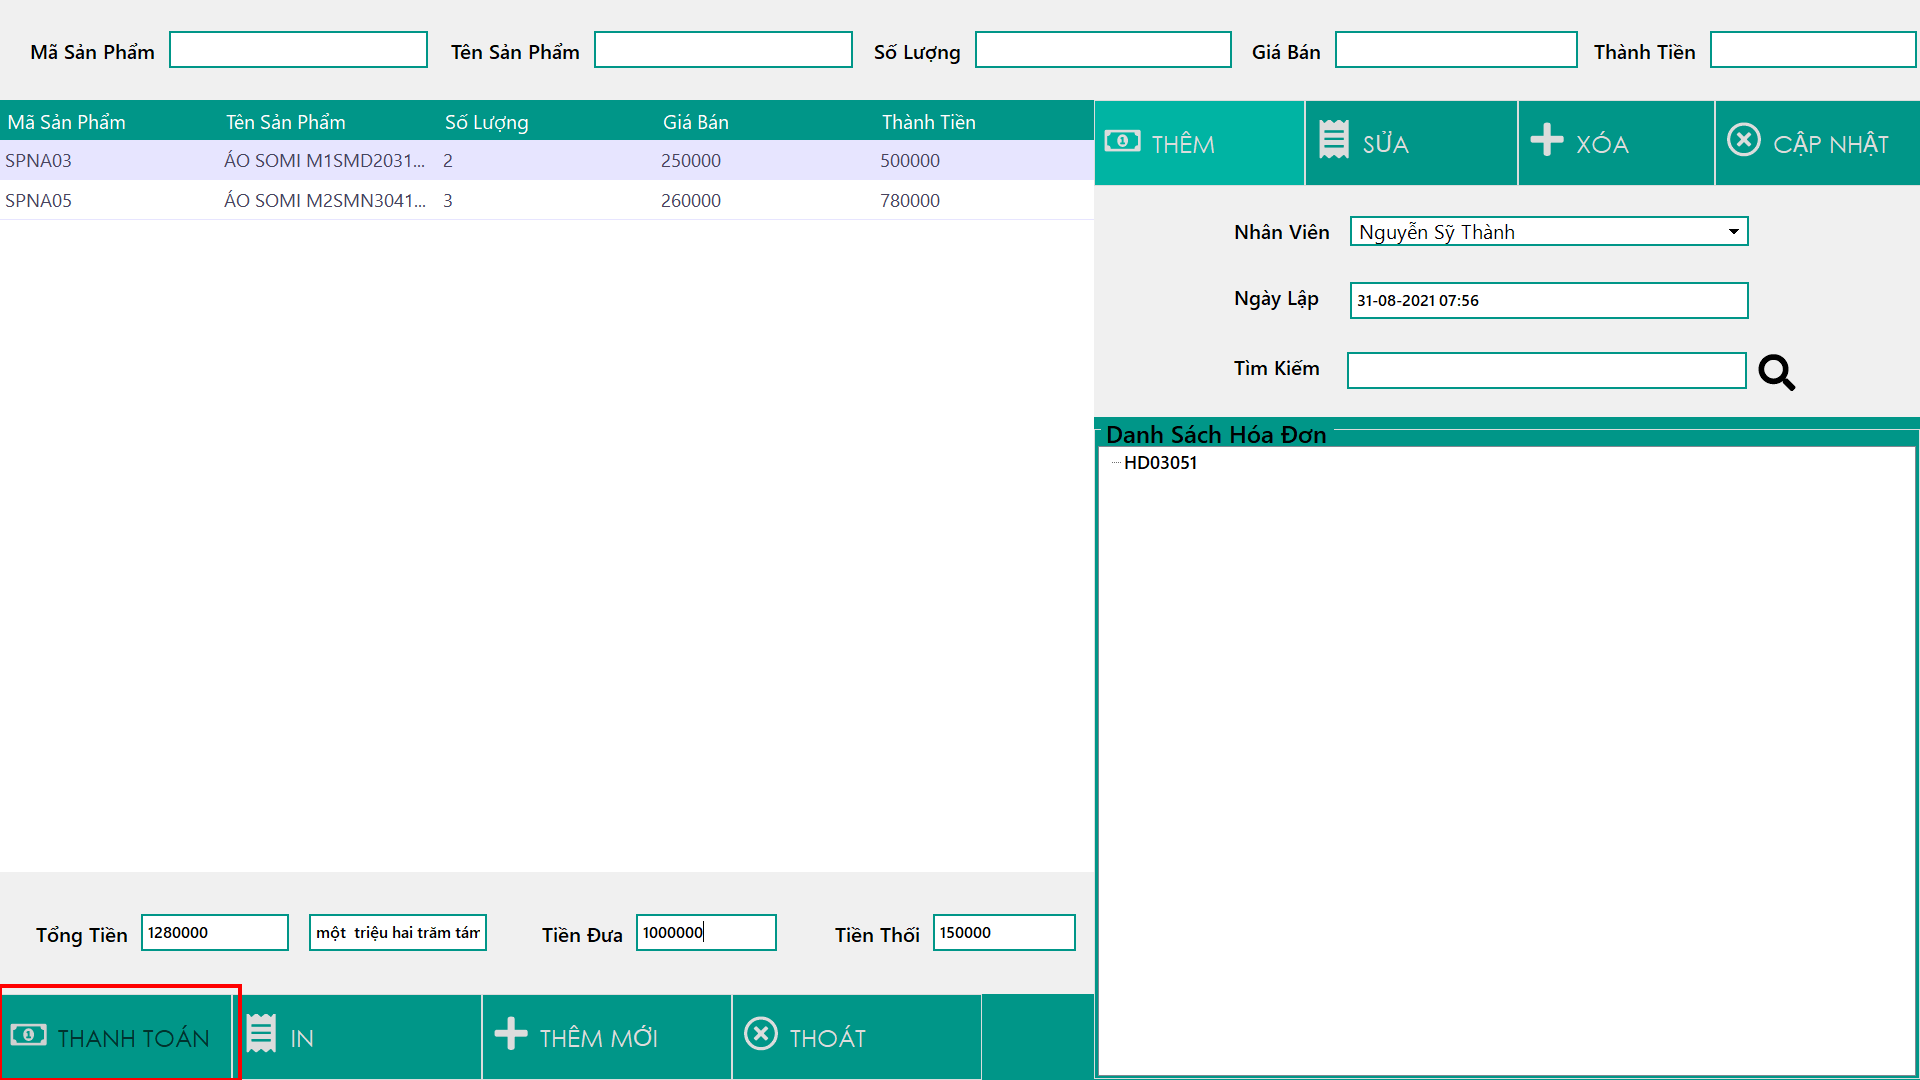 Mã Sản Phẩm Tên Sản Phẩm Số Lượng Giá Bán Thành Tiền
Mã Sản Phẩm Tên Sản Phẩm Số Lượng Giá Bán Thành Tiền
SPNA03 ÁO SOMI M1SMD2031... 2 250000 500000
SPNA05 ÁO SOMI M2SMN3041... 3 260000 780000
THÊM SỬA XÓA CẬP NHẬT
Nhân Viên Nguyễn Sỹ Thành
Ngày Lập 31-08-2021 07:56
Tìm Kiếm
Danh Sách Hóa Đơn
HD03051
Tổng Tiền 1280000 một  triệu hai trăm tám Tiền Đưa 1000000 Tiền Thối 150000
THANH TOÁN IN THÊM MỚI THOÁT